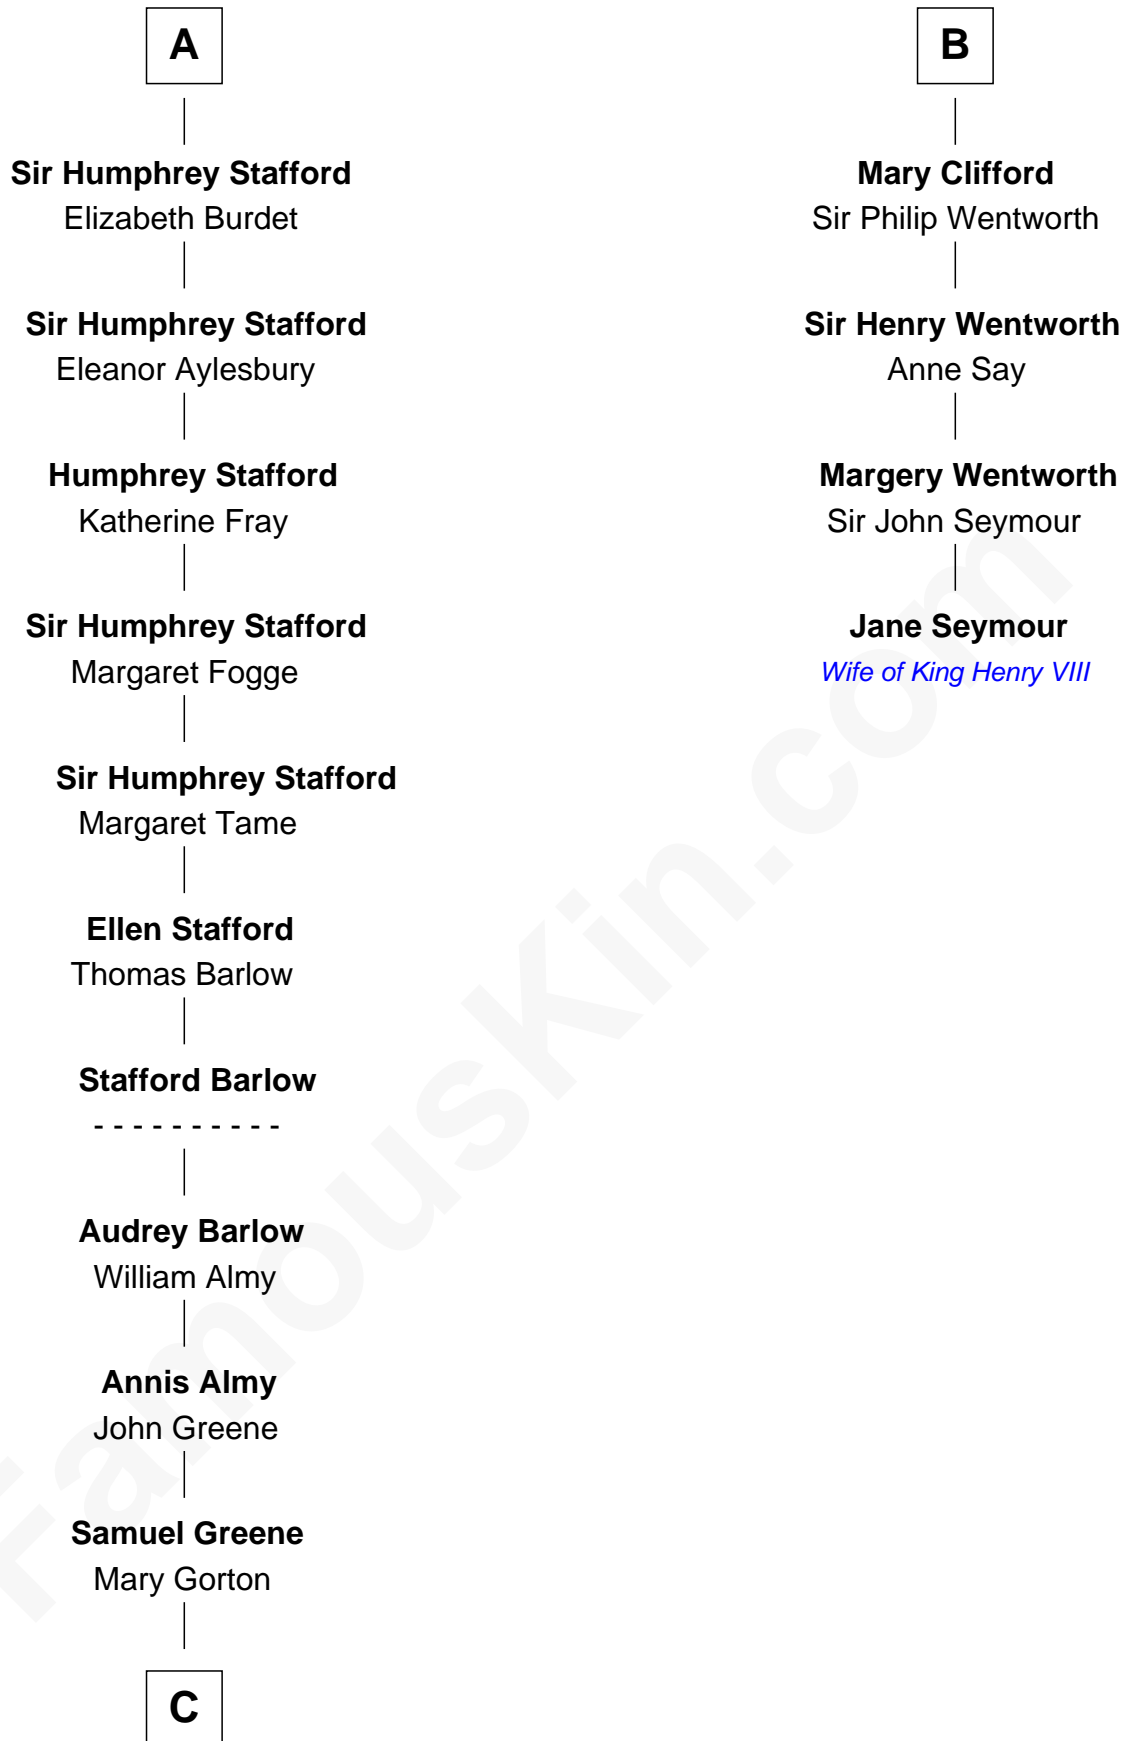 A
Sir Humphrey Stafford
Elizabeth Burdet
Sir Humphrey Stafford
Eleanor Aylesbury
Humphrey Stafford
Katherine Fray
Sir Humphrey Stafford
Margaret Fogge
Sir Humphrey Stafford
Margaret Tame
Ellen Stafford
Thomas Barlow
Stafford Barlow
- - - - - - - - - -
Audrey Barlow
William Almy
Annis Almy
John Greene
Samuel Greene
Mary Gorton
C
B
Mary Clifford
Sir Philip Wentworth
Sir Henry Wentworth
Anne Say
Margery Wentworth
Sir John Seymour
Jane Seymour
Wife of King Henry VIII
FamousKin.com